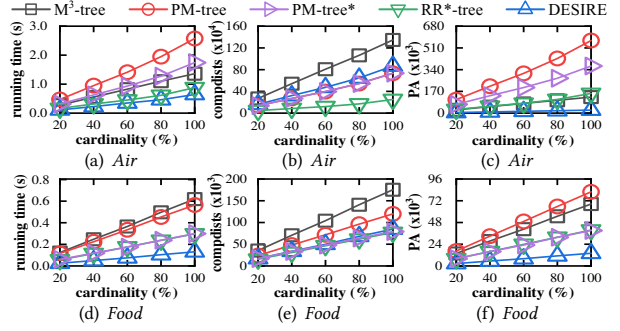 M³-tree PM-tree PM-tree* RR*-tree DESIRE
running time (s)
3.0
2.0
1.0
0.0
20 40 60 80 100
cardinality (%)
(a) Air
compdists (x10⁴)
160
120
80
40
0
20 40 60 80 100
cardinality (%)
(b) Air
PA (x10³)
680
510
340
170
0
20 40 60 80 100
cardinality (%)
(c) Air
running time (s)
0.8
0.6
0.4
0.2
0.0
20 40 60 80 100
cardinality (%)
(d) Food
compdists (x10³)
200
150
100
50
0
20 40 60 80 100
cardinality (%)
(e) Food
PA (x10³)
96
72
48
24
0
20 40 60 80 100
cardinality (%)
(f) Food